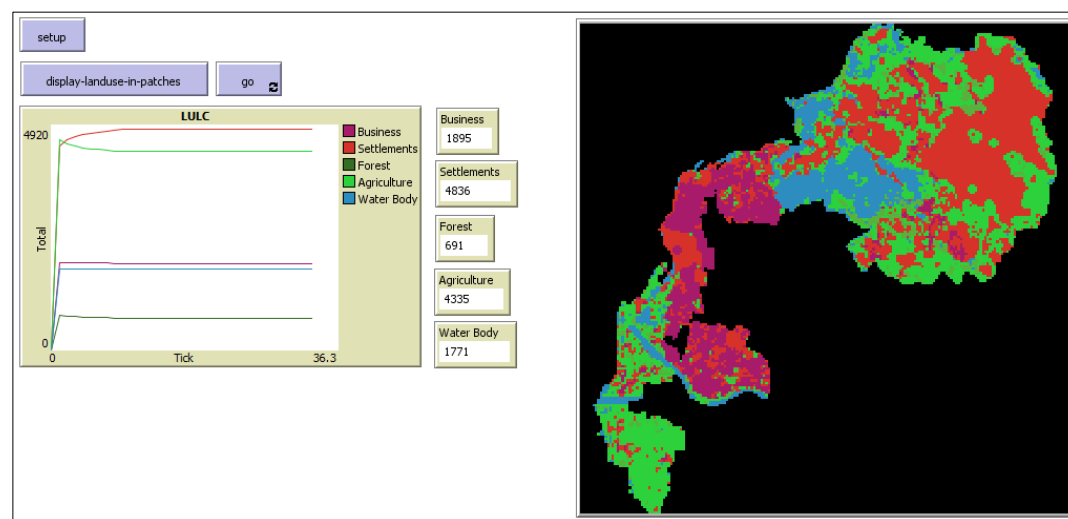 setup
display-landuse-in-patches
go
LULC
4920
Total
0
0
Tick
36.3
Business
Settlements
Forest
Agriculture
Water Body
Business
1895
Settlements
4836
Forest
691
Agriculture
4335
Water Body
1771